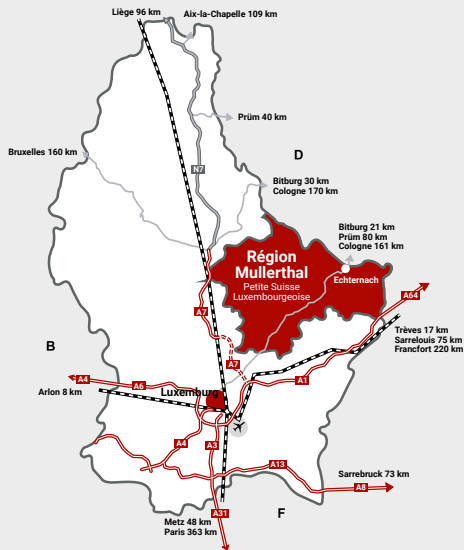 Liège 96 km
Aix-la-Chapelle 109 km
Prüm 40 km
Bruxelles 160 km
D
N7
Bitburg 30 km
Cologne 170 km
Bitburg 21 km
Prüm 80 km
Cologne 161 km
Région
Mullerthal
Petite Suisse
Luxembourgeoise
Echternach
A64
A7
Trèves 17 km
Sarrelouis 75 km
Francfort 220 km
B
A7
A4
A6
A1
Arlon 8 km
Luxemburg
A4
A3
A13
Sarrebruck 73 km
A8
A31
F
Metz 48 km
Paris 363 km